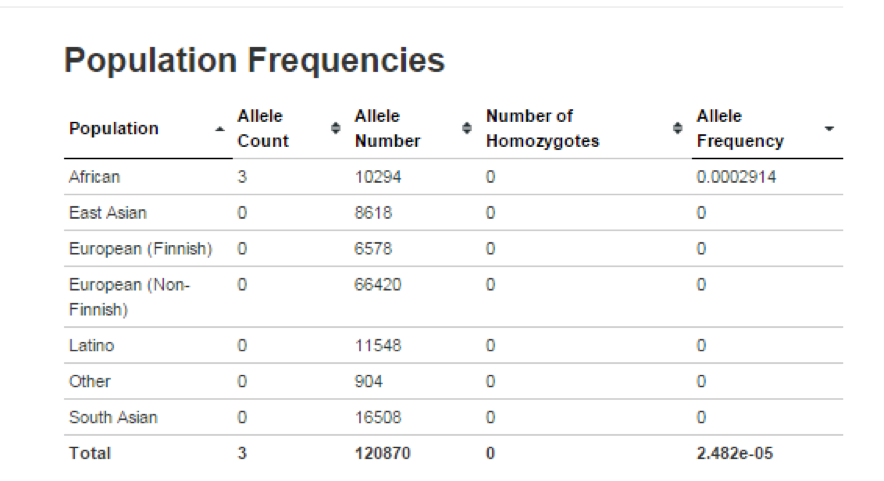 Population Frequencies
Population Allele Count Allele Number Number of Homozygotes Allele Frequency
African 3 10294 0 0.0002914
East Asian 0 8618 0 0
European (Finnish) 0 6578 0 0
European (Non-Finnish) 0 66420 0 0
Latino 0 11548 0 0
Other 0 904 0 0
South Asian 0 16508 0 0
Total 3 120870 0 2.482e-05